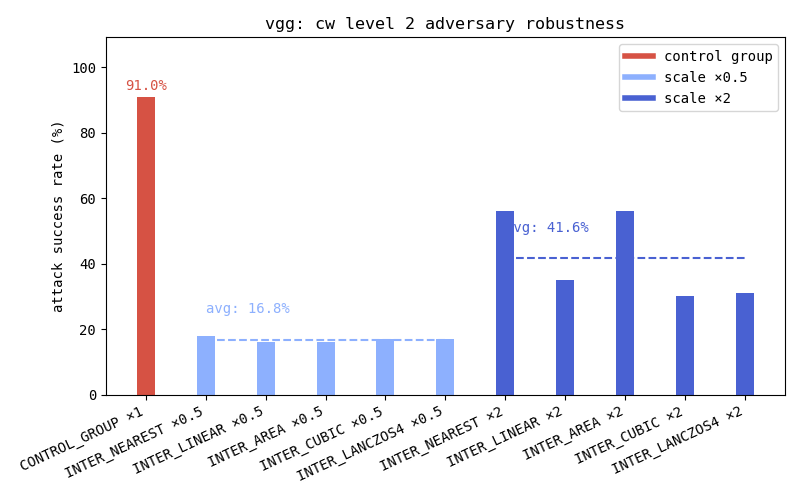 vgg: cw level 2 adversary robustness
control group
scale ×0.5
scale ×2
attack success rate (%)
100
80
60
40
20
0
91.0%
avg: 16.8%
vg: 41.6%
CONTROL_GROUP ×1
INTER_NEAREST ×0.5
INTER_LINEAR ×0.5
INTER_AREA ×0.5
INTER_CUBIC ×0.5
INTER_LANCZOS4 ×0.5
INTER_NEAREST ×2
INTER_LINEAR ×2
INTER_AREA ×2
INTER_CUBIC ×2
INTER_LANCZOS4 ×2